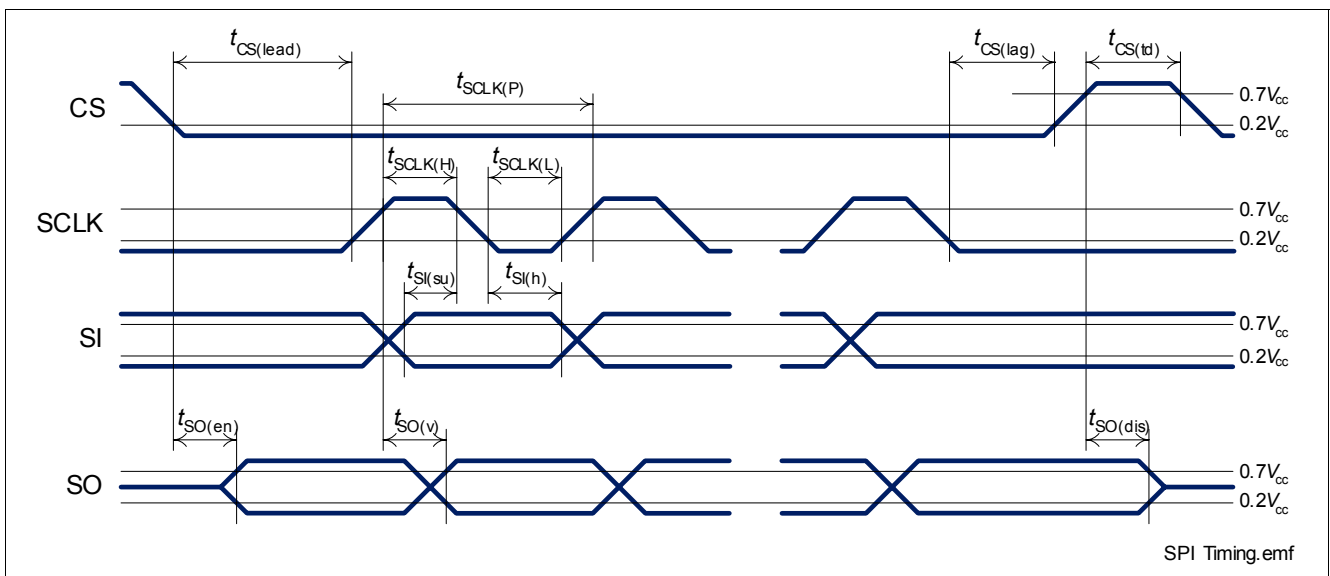 tCS(lead) tCS(lag) tCS(td)
tSCLK(P)
CS 0.7Vcc
0.2Vcc
tSCLK(H) tSCLK(L)
SCLK 0.7Vcc
0.2Vcc
tSI(su) tSI(h)
SI 0.7Vcc
0.2Vcc
tSO(en) tSO(v) tSO(dis)
SO 0.7Vcc
0.2Vcc
SPI Timing.emf